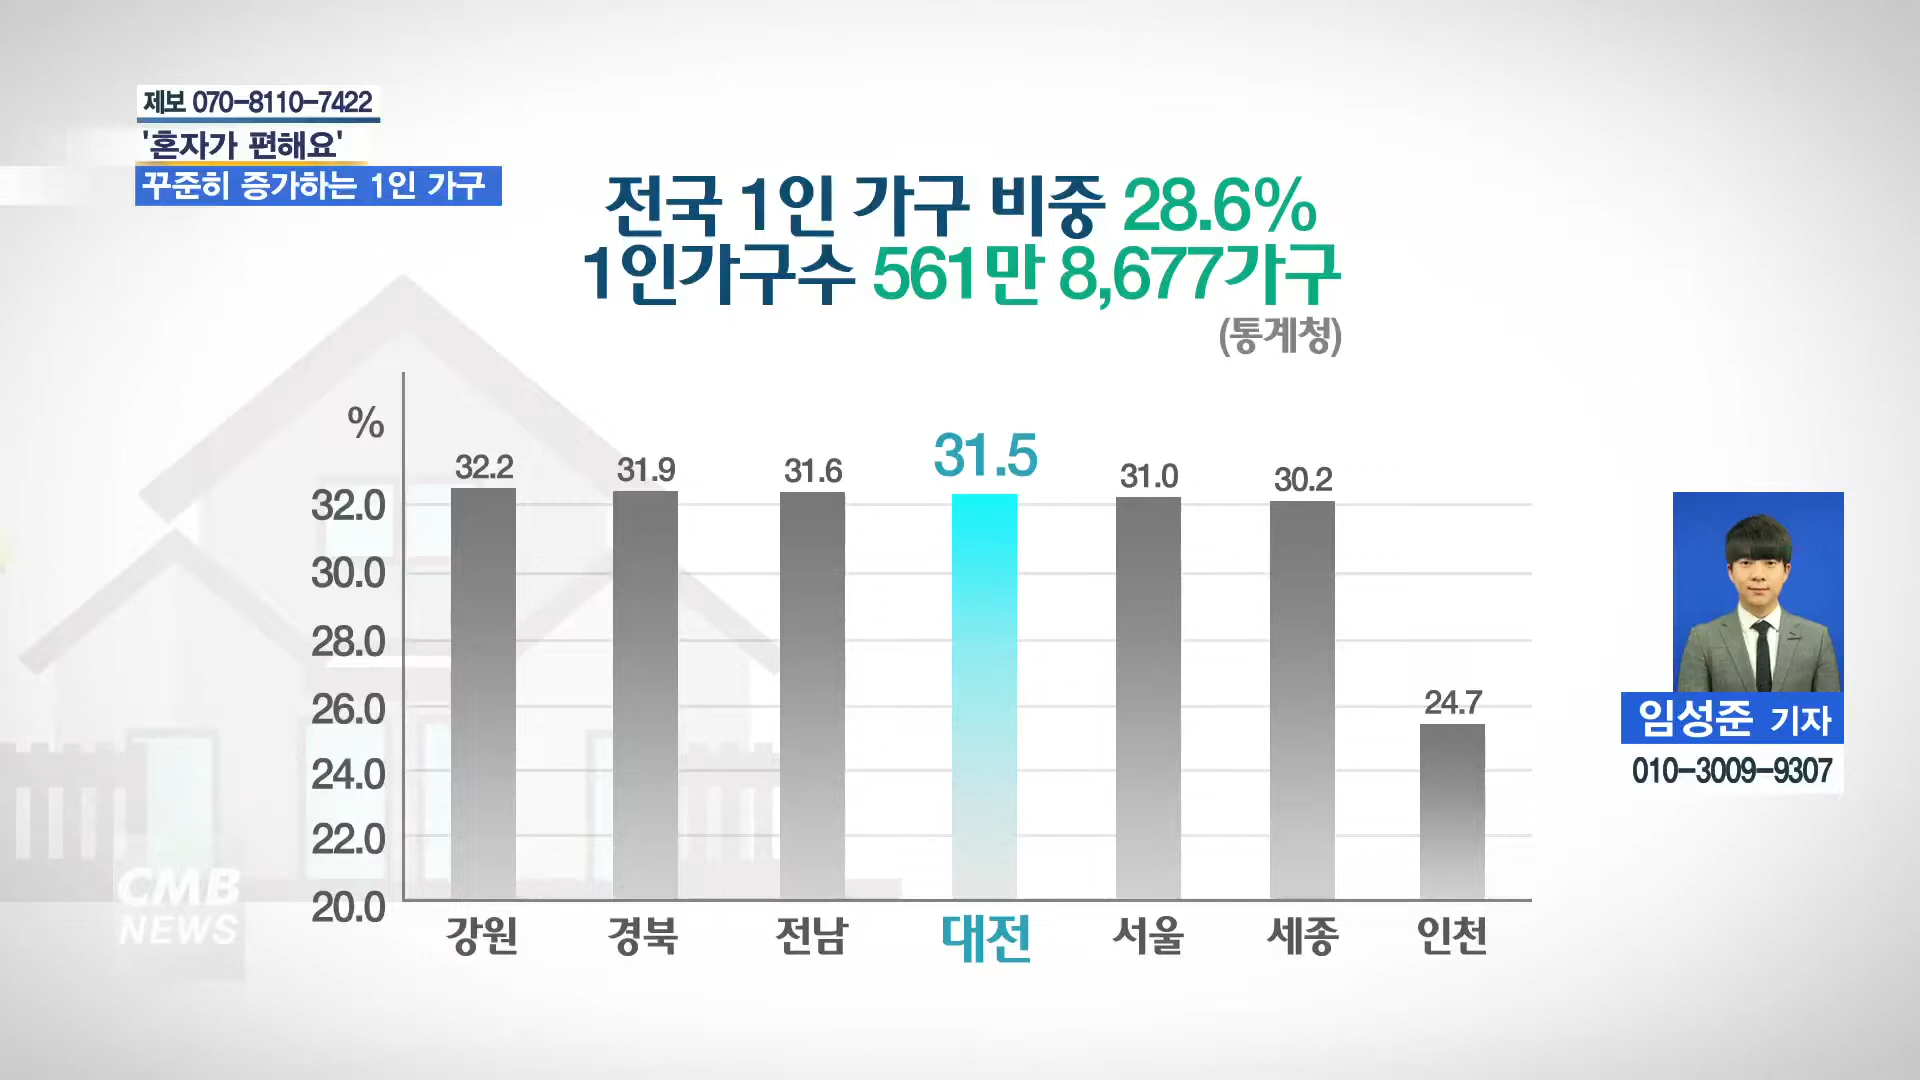 제보 070-8110-7422
'혼자가 편해요'
꾸준히 증가하는 1인 가구
전국 1인 가구 비중 28.6%
1인가구수 561만 8,677가구
(통계청)
%
32.2
31.9
31.6
31.5
31.0
30.2
24.7
32.0
30.0
28.0
26.0
24.0
22.0
20.0
강원
경북
전남
대전
서울
세종
인천
임성준 기자
010-3009-9307
CMB
NEWS